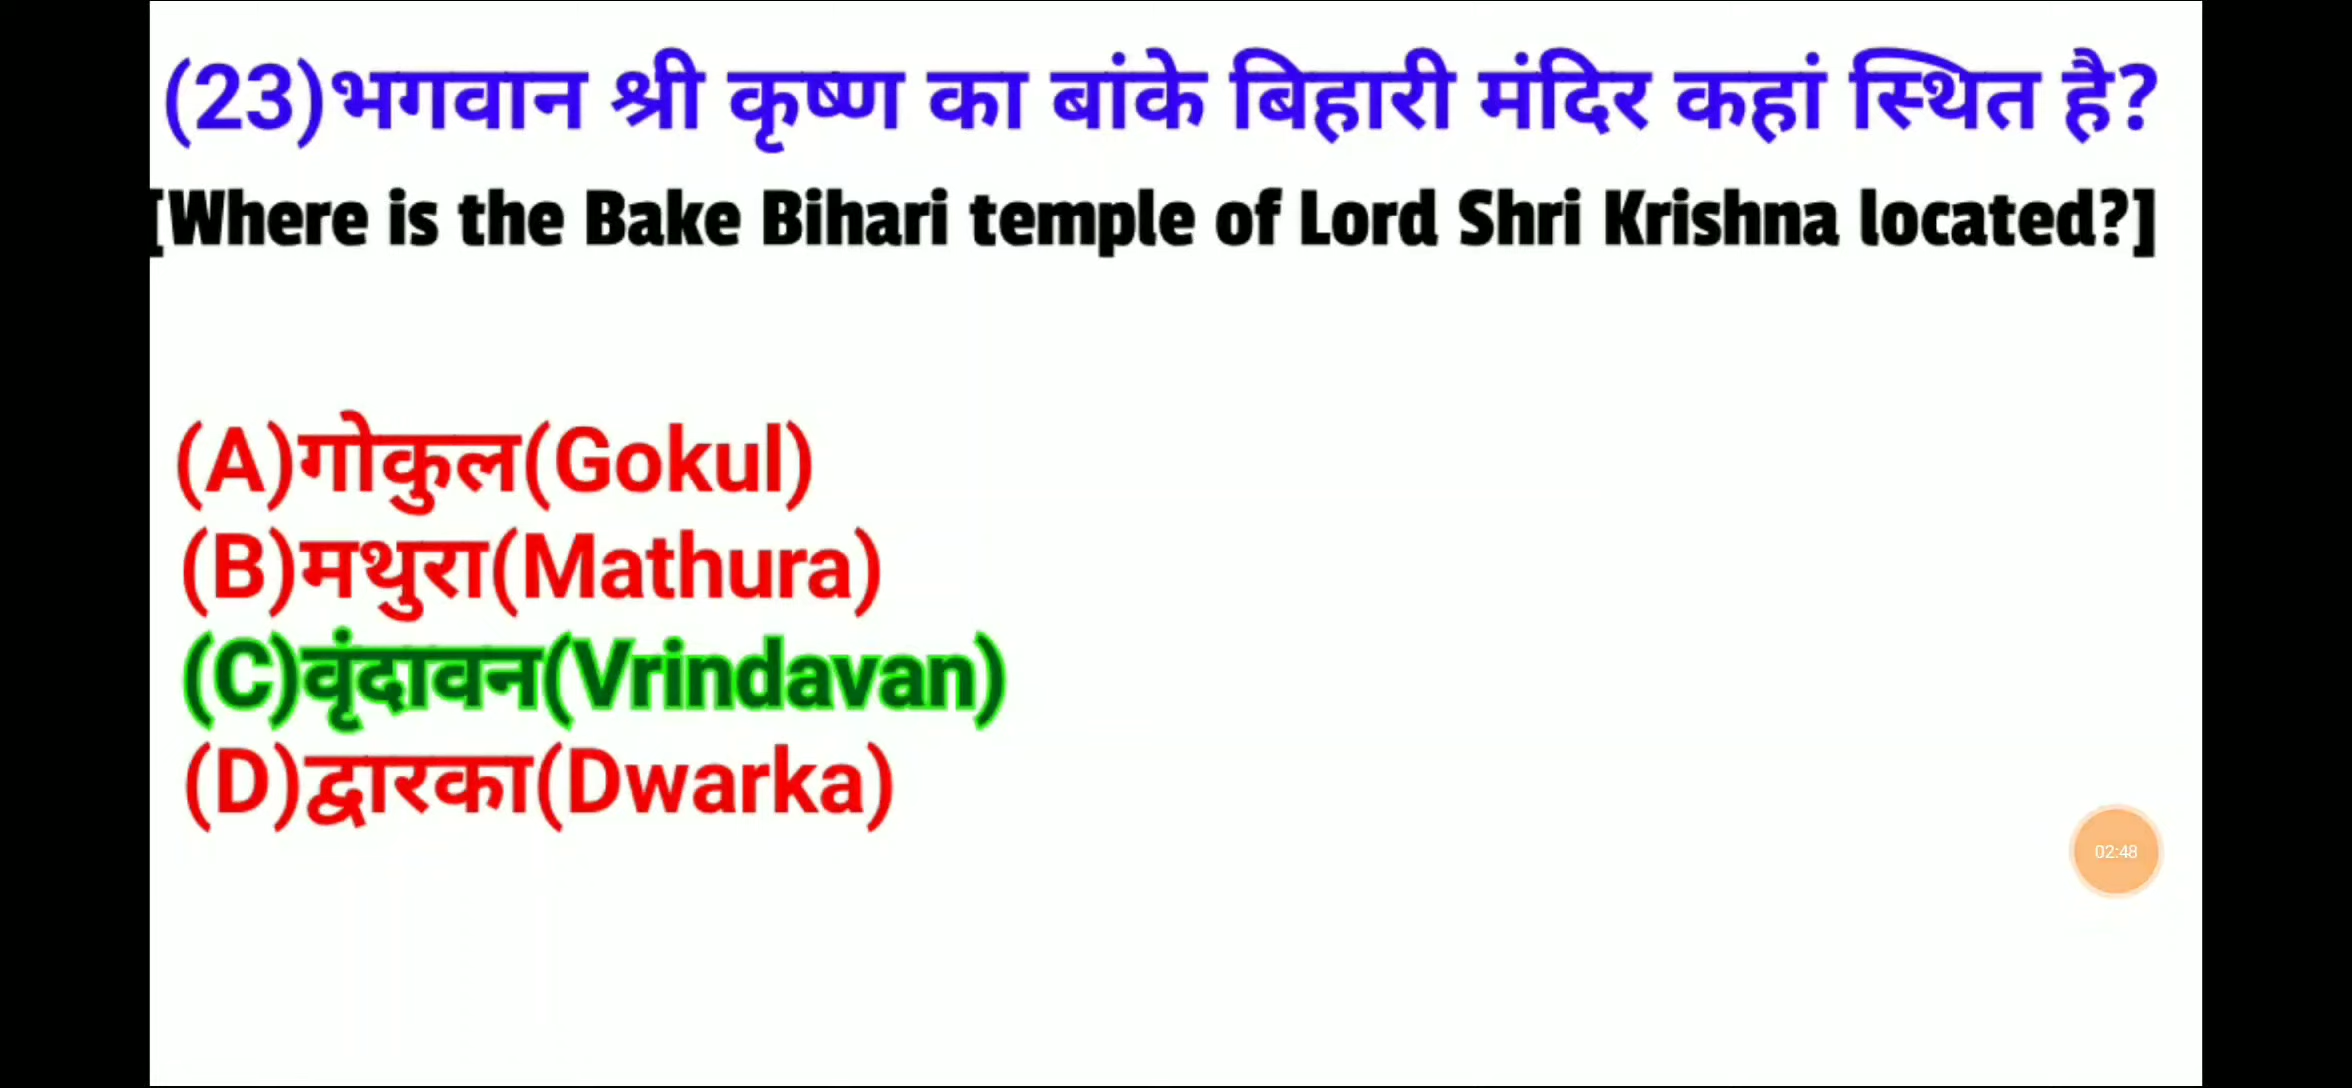 (23)भगवान श्री कृष्ण का बांके बिहारी मंदिर कहां स्थित है?
[Where is the Bake Bihari temple of Lord Shri Krishna located?]
(A)गोकुल(Gokul)
(B)मथुरा(Mathura)
(C)वृंदावन(Vrindavan)
(D)द्वारका(Dwarka)
02:48